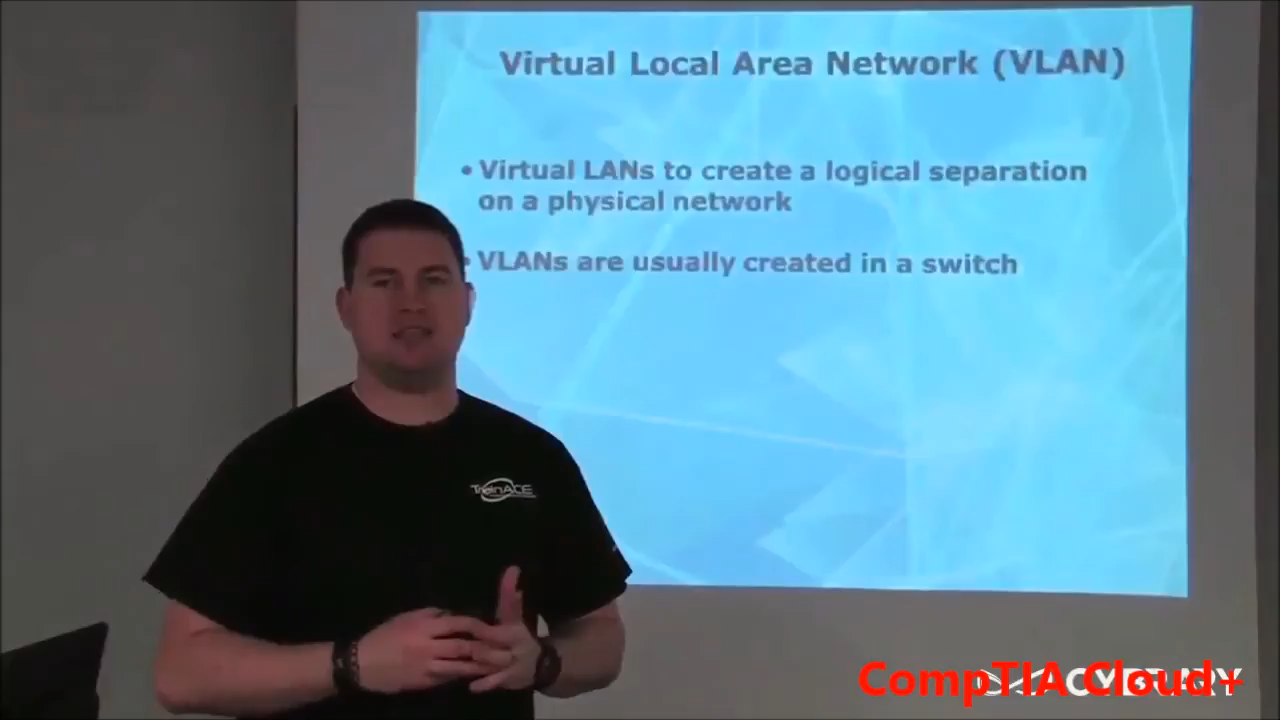 Virtual Local Area Network (VLAN)
• Virtual LANs to create a logical separation
on a physical network
• VLANs are usually created in a switch
TrainACE
CompTIA Cloud+
CYBRARY